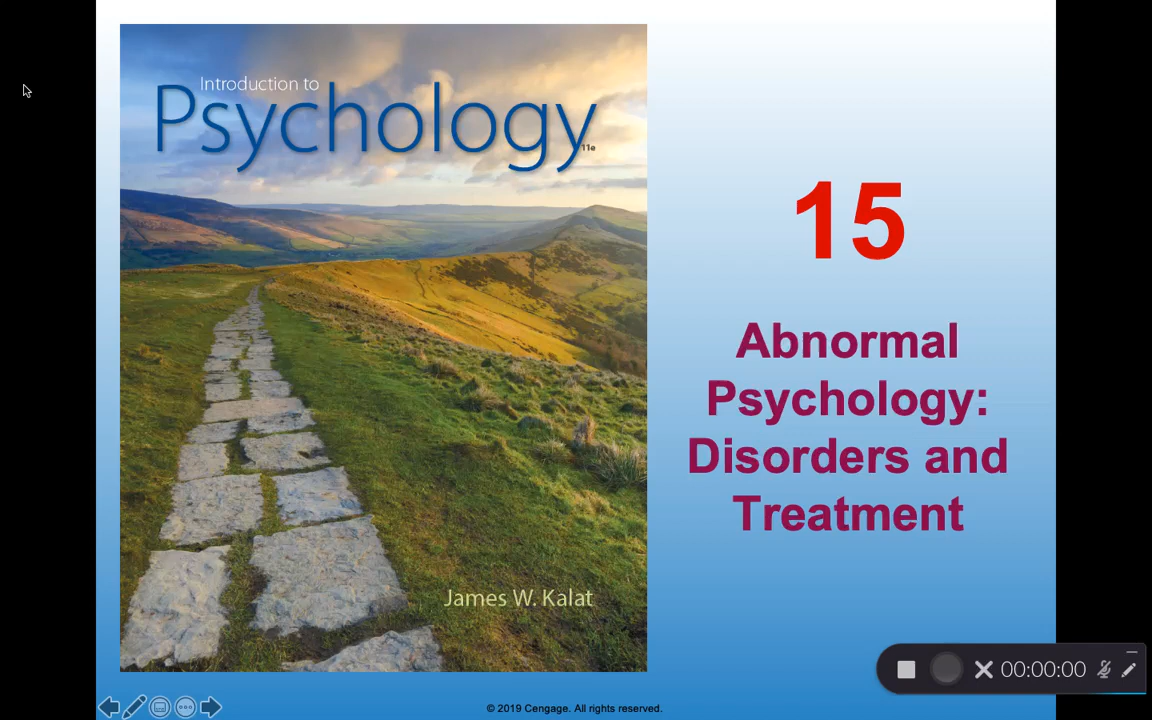 Introduction to
Psychology
11e
James W. Kalat
15
Abnormal
Psychology:
Disorders and
Treatment
© 2019 Cengage. All rights reserved.
00:00:00